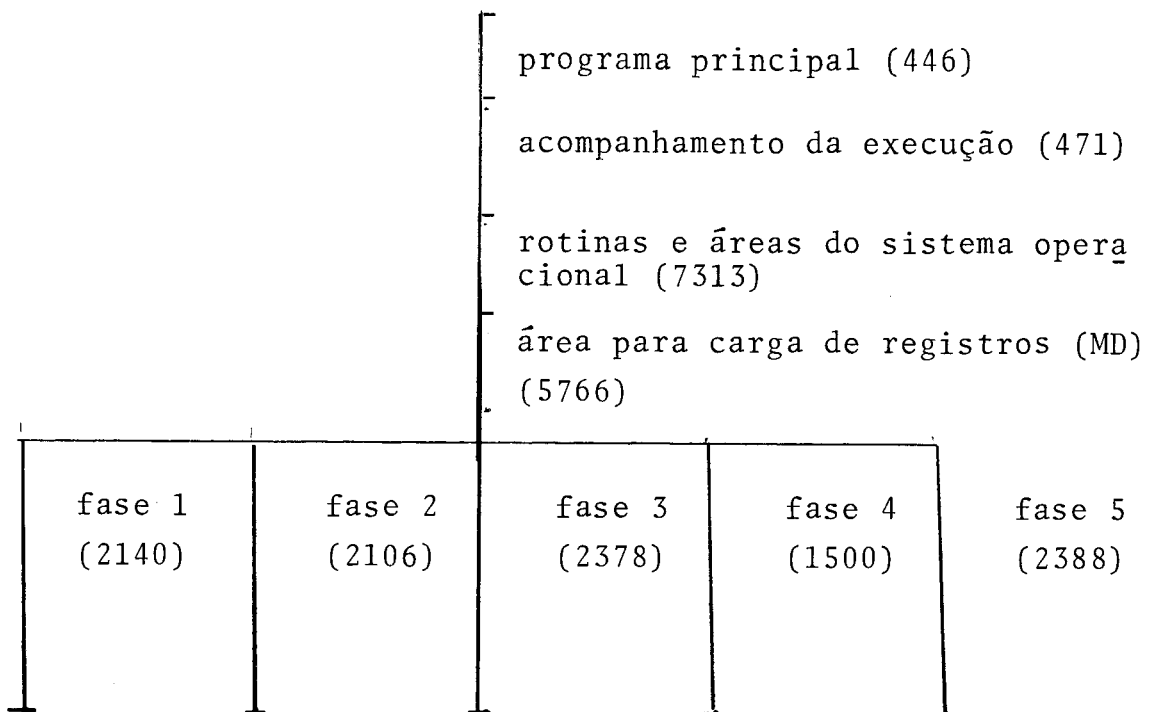 programa principal (446)
acompanhamento da execução (471)
rotinas e áreas do sistema opera
cional (7313)
área para carga de registros (MD)
(5766)
fase 1 fase 2 fase 3 fase 4 fase 5
(2140) (2106) (2378) (1500) (2388)